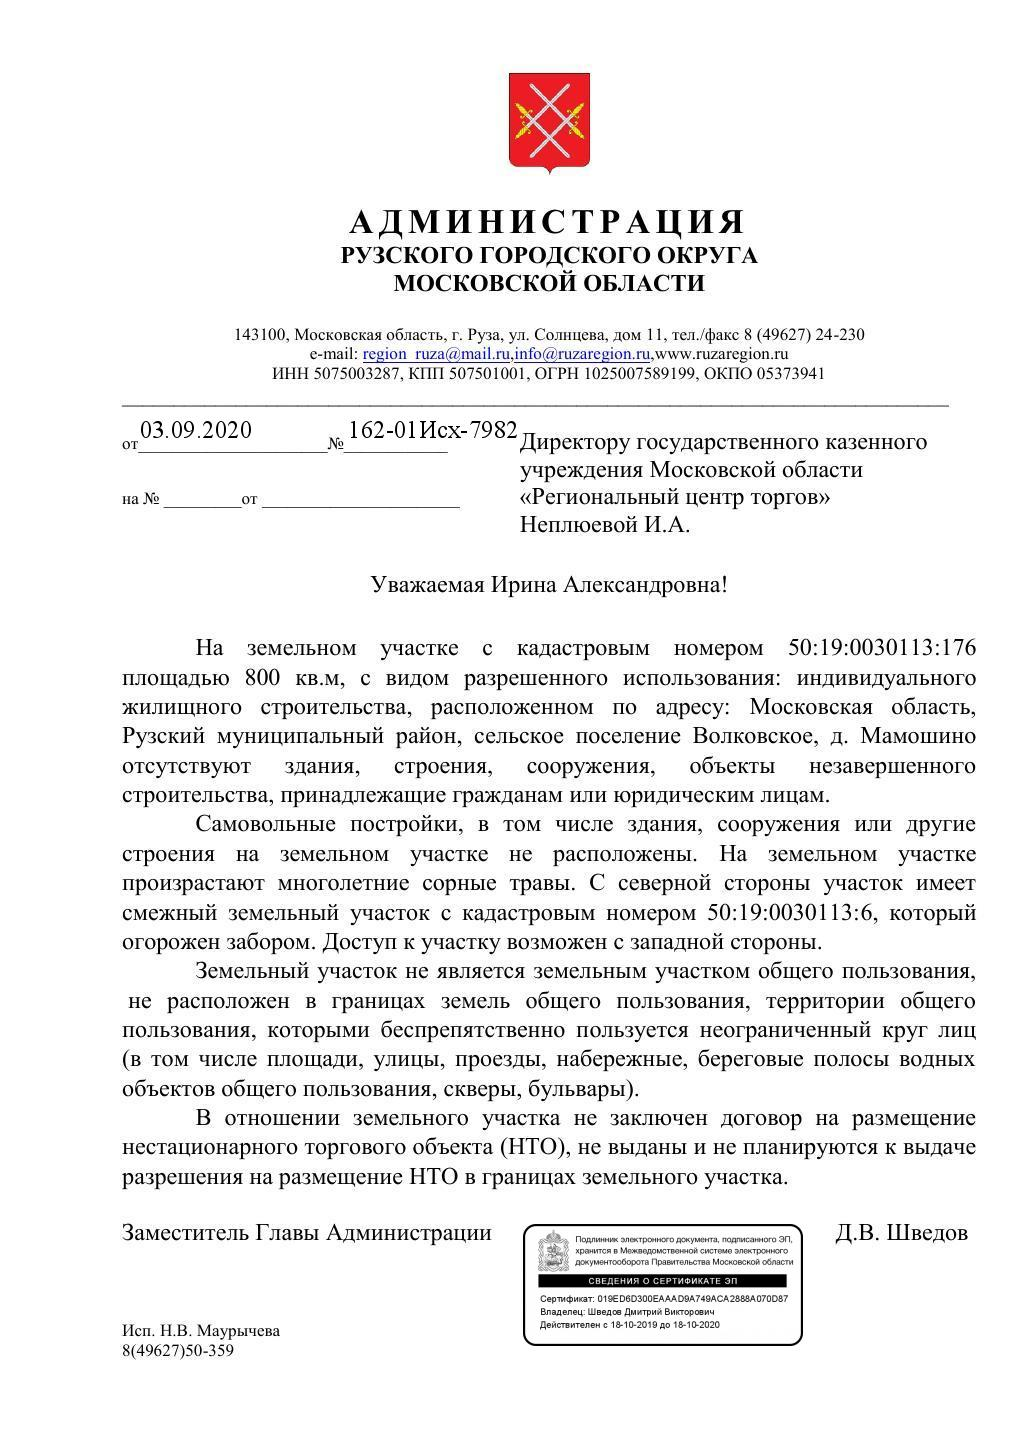 АДМИНИСТРАЦИЯ
РУЗСКОГО ГОРОДСКОГО ОКРУГА
МОСКОВСКОЙ ОБЛАСТИ
143100, Московская область, г. Руза, ул. Солнцева, дом 11, тел./факс 8 (49627) 24-230
e-mail: region_ruza@mail.ru,info@ruzaregion.ru,www.ruzaregion.ru
ИНН 5075003287, КПП 507501001, ОГРН 1025007589199, ОКПО 05373941
от 03.09.2020 № 162-01Исх-7982
на № _________от _______________________
Директору государственного казенного
учреждения Московской области
«Региональный центр торгов»
Неплюевой И.А.
Уважаемая Ирина Александровна!
На земельном участке с кадастровым номером 50:19:0030113:176
площадью 800 кв.м, с видом разрешенного использования: индивидуального
жилищного строительства, расположенном по адресу: Московская область,
Рузский муниципальный район, сельское поселение Волковское, д. Мамошино
отсутствуют здания, строения, сооружения, объекты незавершенного
строительства, принадлежащие гражданам или юридическим лицам.
Самовольные постройки, в том числе здания, сооружения или другие
строения на земельном участке не расположены. На земельном участке
произрастают многолетние сорные травы. С северной стороны участок имеет
смежный земельный участок с кадастровым номером 50:19:0030113:6, который
огорожен забором. Доступ к участку возможен с западной стороны.
Земельный участок не является земельным участком общего пользования,
не расположен в границах земель общего пользования, территории общего
пользования, которыми беспрепятственно пользуется неограниченный круг лиц
(в том числе площади, улицы, проезды, набережные, береговые полосы водных
объектов общего пользования, скверы, бульвары).
В отношении земельного участка не заключен договор на размещение
нестационарного торгового объекта (НТО), не выданы и не планируются к выдаче
разрешения на размещение НТО в границах земельного участка.
Заместитель Главы Администрации
Д.В. Шведов
Подлинник электронного документа, подписанного ЭП,
хранится в Межведомственной системе электронного
документооборота Правительства Московской области
СВЕДЕНИЯ О СЕРТИФИКАТЕ ЭП
Сертификат: 019ED6D300EAAAD9A749ACA2888A070D87
Владелец: Шведов Дмитрий Викторович
Действителен с 18-10-2019 до 18-10-2020
Исп. Н.В. Маурычева
8(49627)50-359